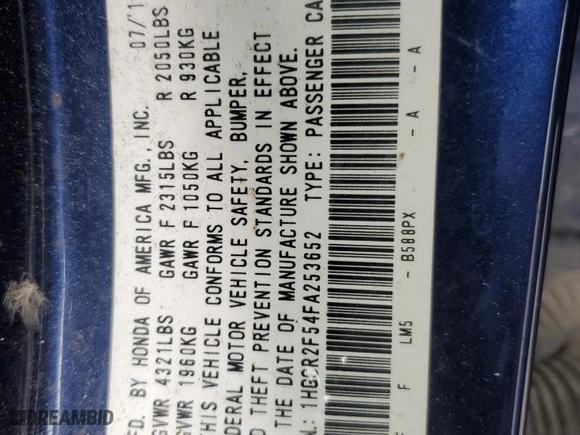 FD. BY HONDA OF AMERICA MFG., INC. 07/1
GVWR 4321LBS GAWR F 2315LBS R 2050LBS
GVWR 1960KG GAWR F 1050KG R 930KG
THIS VEHICLE CONFORMS TO ALL APPLICABLE
DERAL MOTOR VEHICLE SAFETY, BUMPER,
D THEFT PREVENTION STANDARDS IN EFFECT
THE DATE OF MANUFACTURE SHOWN ABOVE.
N.: 1HGCR2F54FA253652 TYPE: PASSENGER CA
F LM5 - B588PX - A - A
DREAMBID